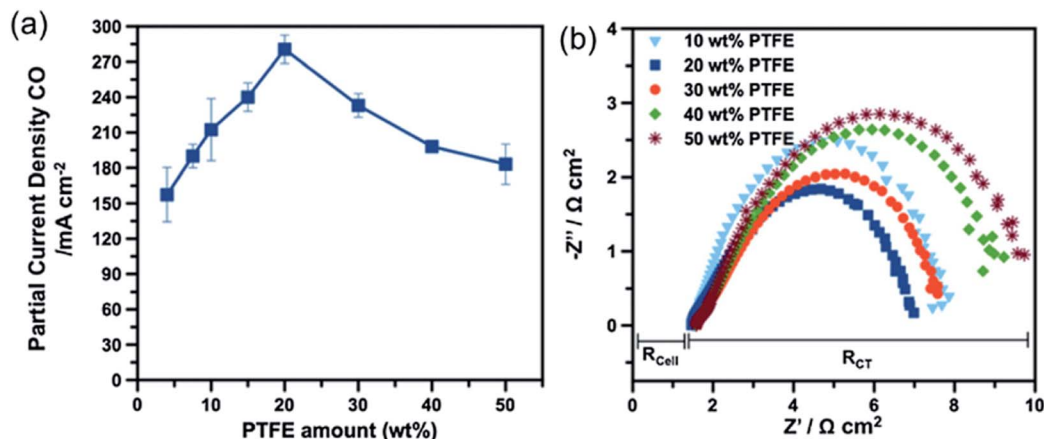 (a)
Partial Current Density CO
/mA cm-2
300
270
240
210
180
150
120
90
60
30
0
0
10
20
30
40
50
PTFE amount (wt%)
(b)
10 wt% PTFE
20 wt% PTFE
30 wt% PTFE
40 wt% PTFE
50 wt% PTFE
-Z'' / Ω cm2
4
3
2
1
0
RCell
RCT
0
2
4
6
8
10
Z' / Ω cm2